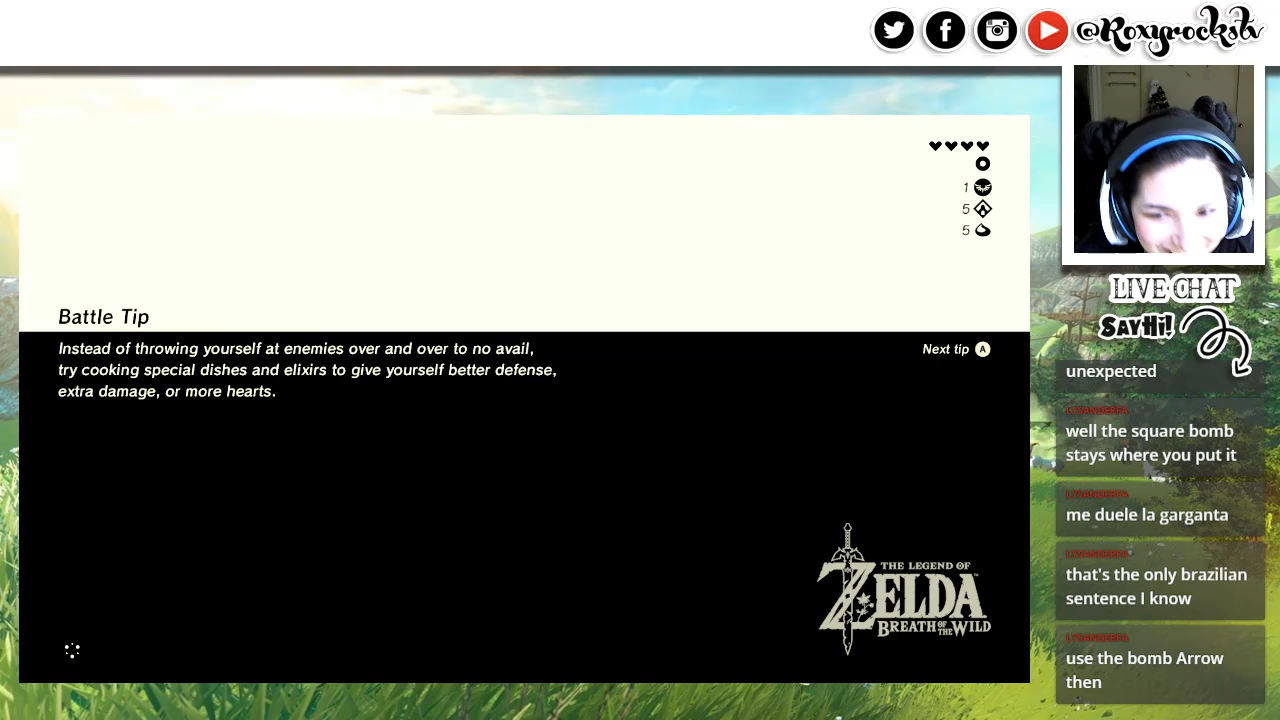 @Roxyrockstv
1
5
5
Battle Tip
Instead of throwing yourself at enemies over and over to no avail,
try cooking special dishes and elixirs to give yourself better defense,
extra damage, or more hearts.
Next tip A
THE LEGEND OF
ZELDA
BREATH OF THE WILD
LIVE CHAT
SAY HI!
unexpected
well the square bomb
stays where you put it
me duele la garganta
that's the only brazilian
sentence I know
use the bomb Arrow
then